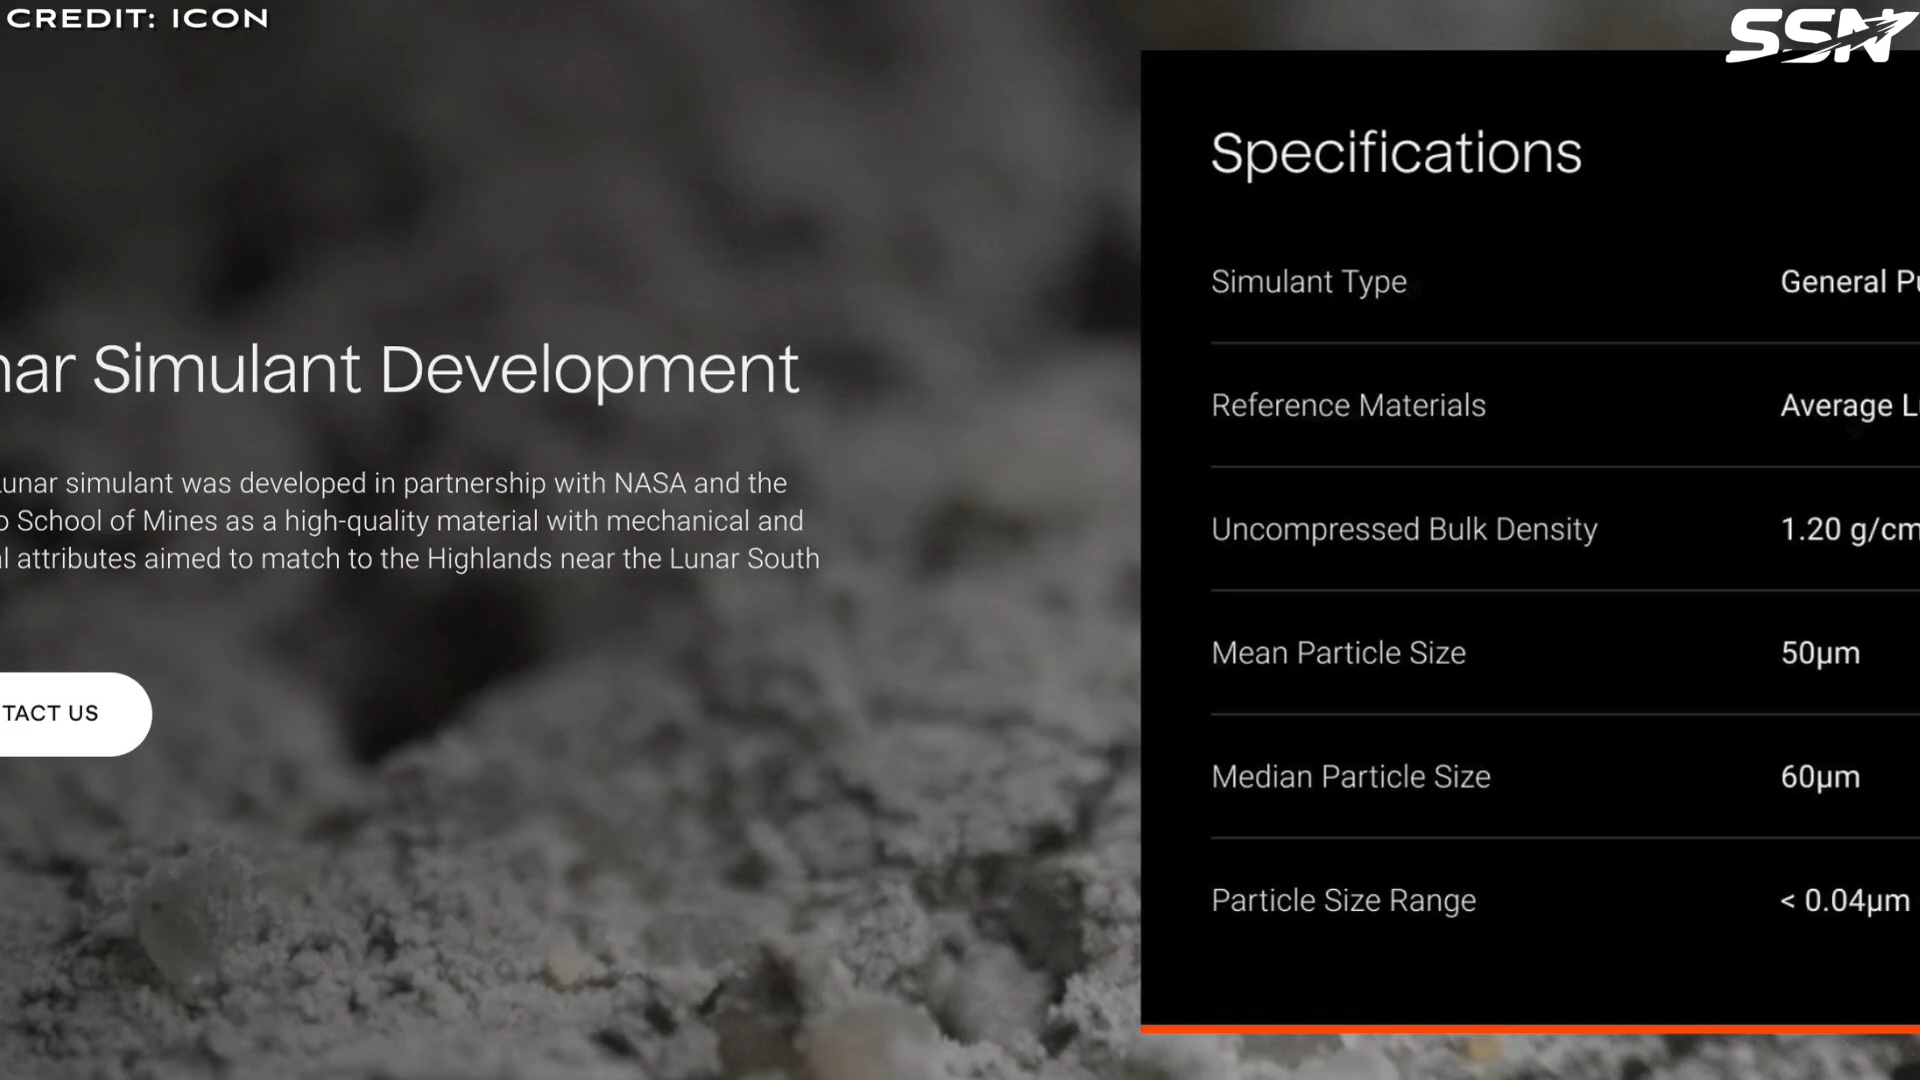 CREDIT: ICON
SSN
nar Simulant Development
Lunar simulant was developed in partnership with NASA and the
o School of Mines as a high-quality material with mechanical and
l attributes aimed to match to the Highlands near the Lunar South
TACT US
Specifications
Simulant Type
General Pu
Reference Materials
Average Lu
Uncompressed Bulk Density
1.20 g/cm
Mean Particle Size
50µm
Median Particle Size
60µm
Particle Size Range
< 0.04µm